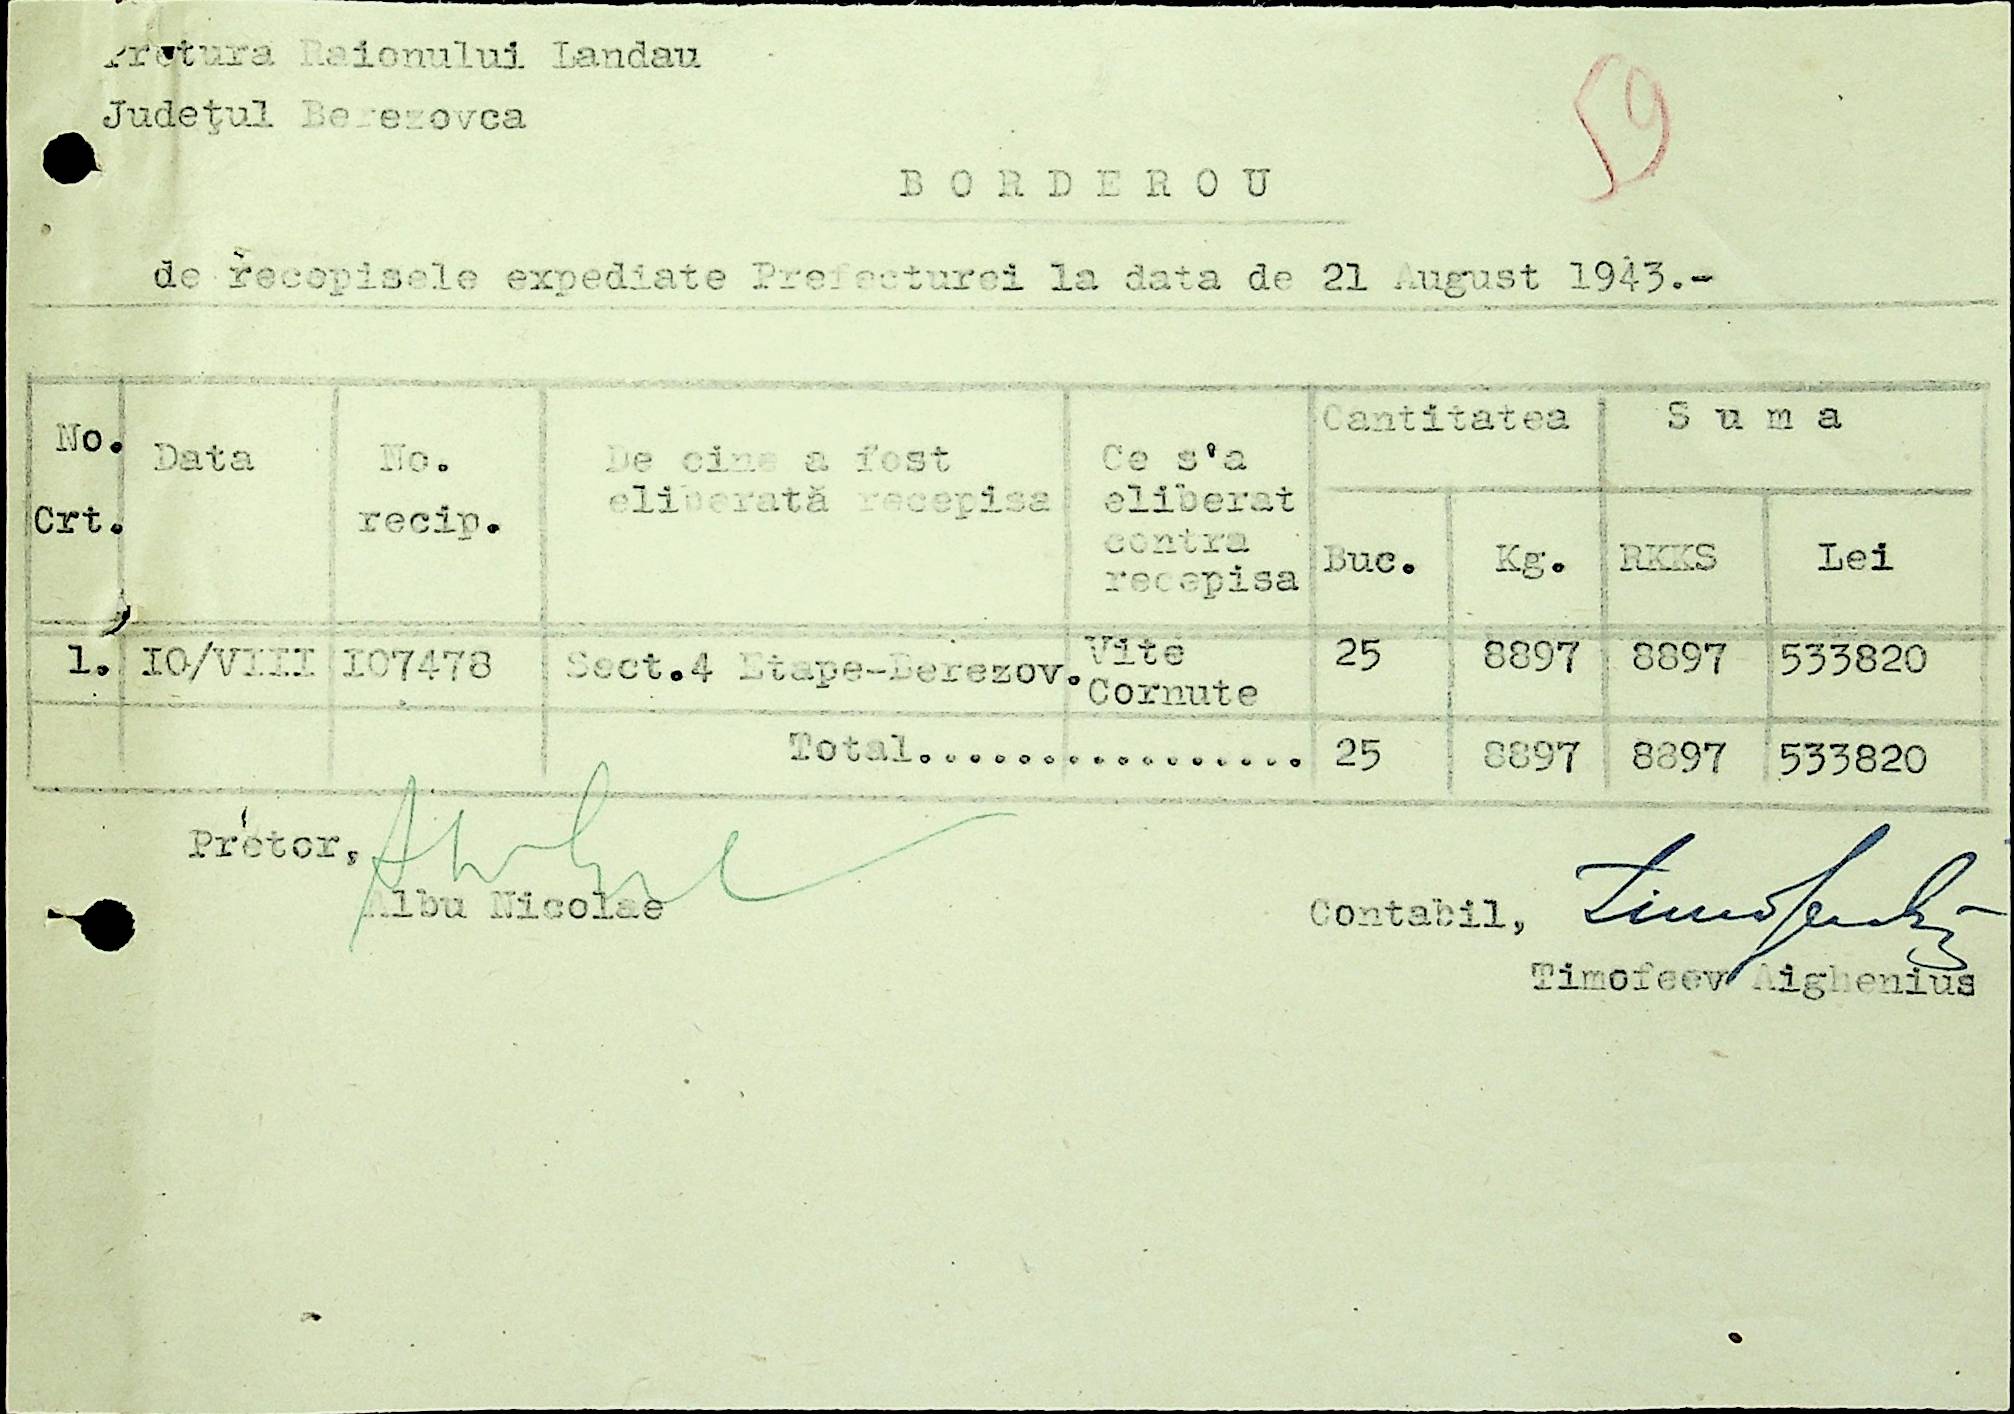 Pretura Raionului Landau
Judeţul Berezovca
59
B O R D E R O U
de recepisele expediate Prefecturei la data de 21 August 1943.-
No. Crt. | Data | No. recip. | De cine a fost eliberată recepisa | Ce s'a eliberat contra recepisa | Cantitatea | S u m a
Buc. | Kg. | RKKS | Lei
1. | IO/VIII | IO7478 | Sect.4 Etape-Berezov. | Vite Cornute | 25 | 8897 | 8897 | 533820
Total................ | 25 | 8897 | 8897 | 533820
Pretor,
Albu Nicolae
Contabil,
Timofeev Aighenius